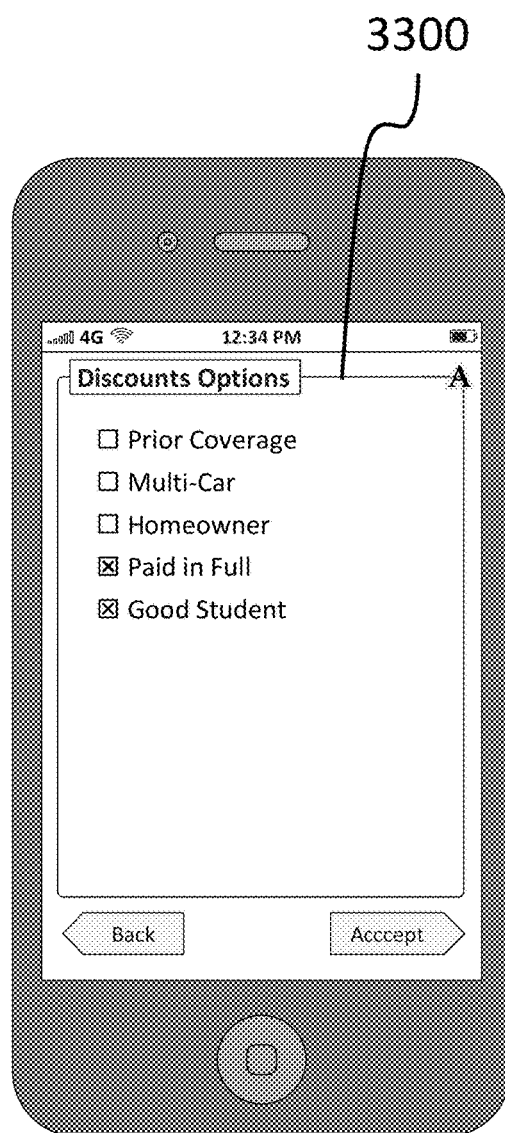 3300
4G 12:34 PM
Discounts Options A
☐ Prior Coverage
☐ Multi-Car
☐ Homeowner
☒ Paid in Full
☒ Good Student
Back Acccept